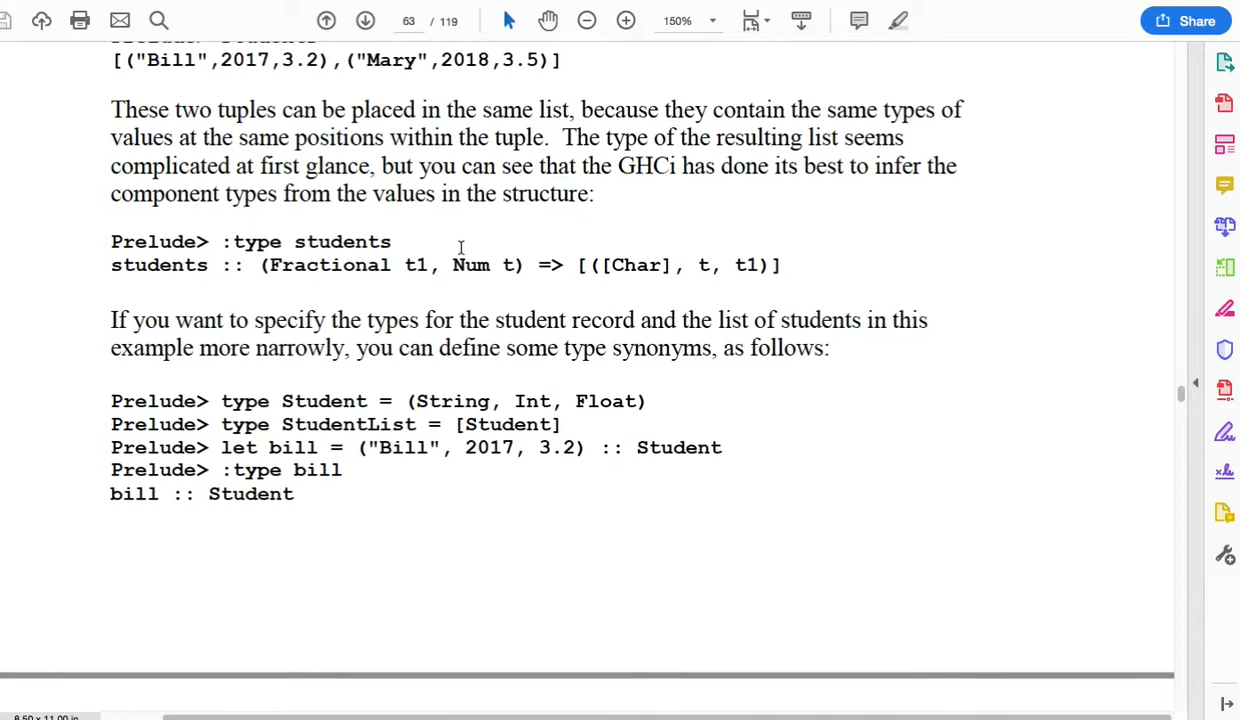 63 / 119
150%
Share
[("Bill",2017,3.2),("Mary",2018,3.5)]
These two tuples can be placed in the same list, because they contain the same types of
values at the same positions within the tuple.  The type of the resulting list seems
complicated at first glance, but you can see that the GHCi has done its best to infer the
component types from the values in the structure:
Prelude> :type students
students :: (Fractional t1, Num t) => [([Char], t, t1)]
If you want to specify the types for the student record and the list of students in this
example more narrowly, you can define some type synonyms, as follows:
Prelude> type Student = (String, Int, Float)
Prelude> type StudentList = [Student]
Prelude> let bill = ("Bill", 2017, 3.2) :: Student
Prelude> :type bill
bill :: Student
8.50 x 11.00 in